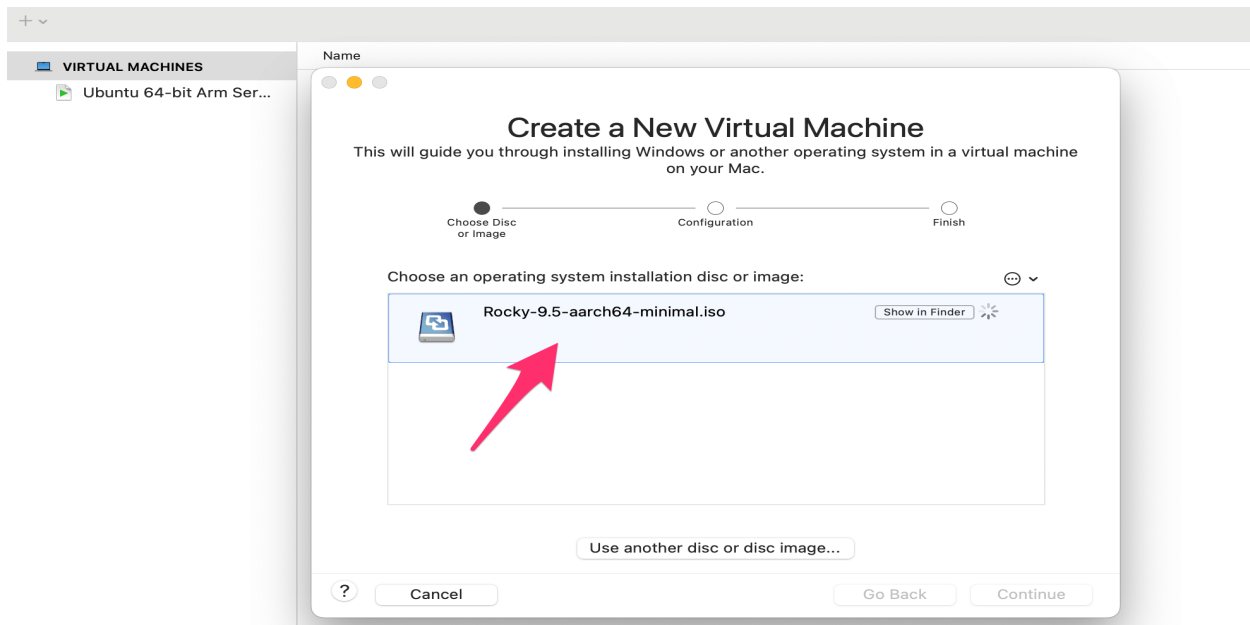 Name
VIRTUAL MACHINES
Ubuntu 64-bit Arm Ser...
Create a New Virtual Machine
This will guide you through installing Windows or another operating system in a virtual machine
on your Mac.
Choose Disc
or Image
Configuration
Finish
Choose an operating system installation disc or image:
Rocky-9.5-aarch64-minimal.iso
Show in Finder
Use another disc or disc image...
?
Cancel
Go Back
Continue